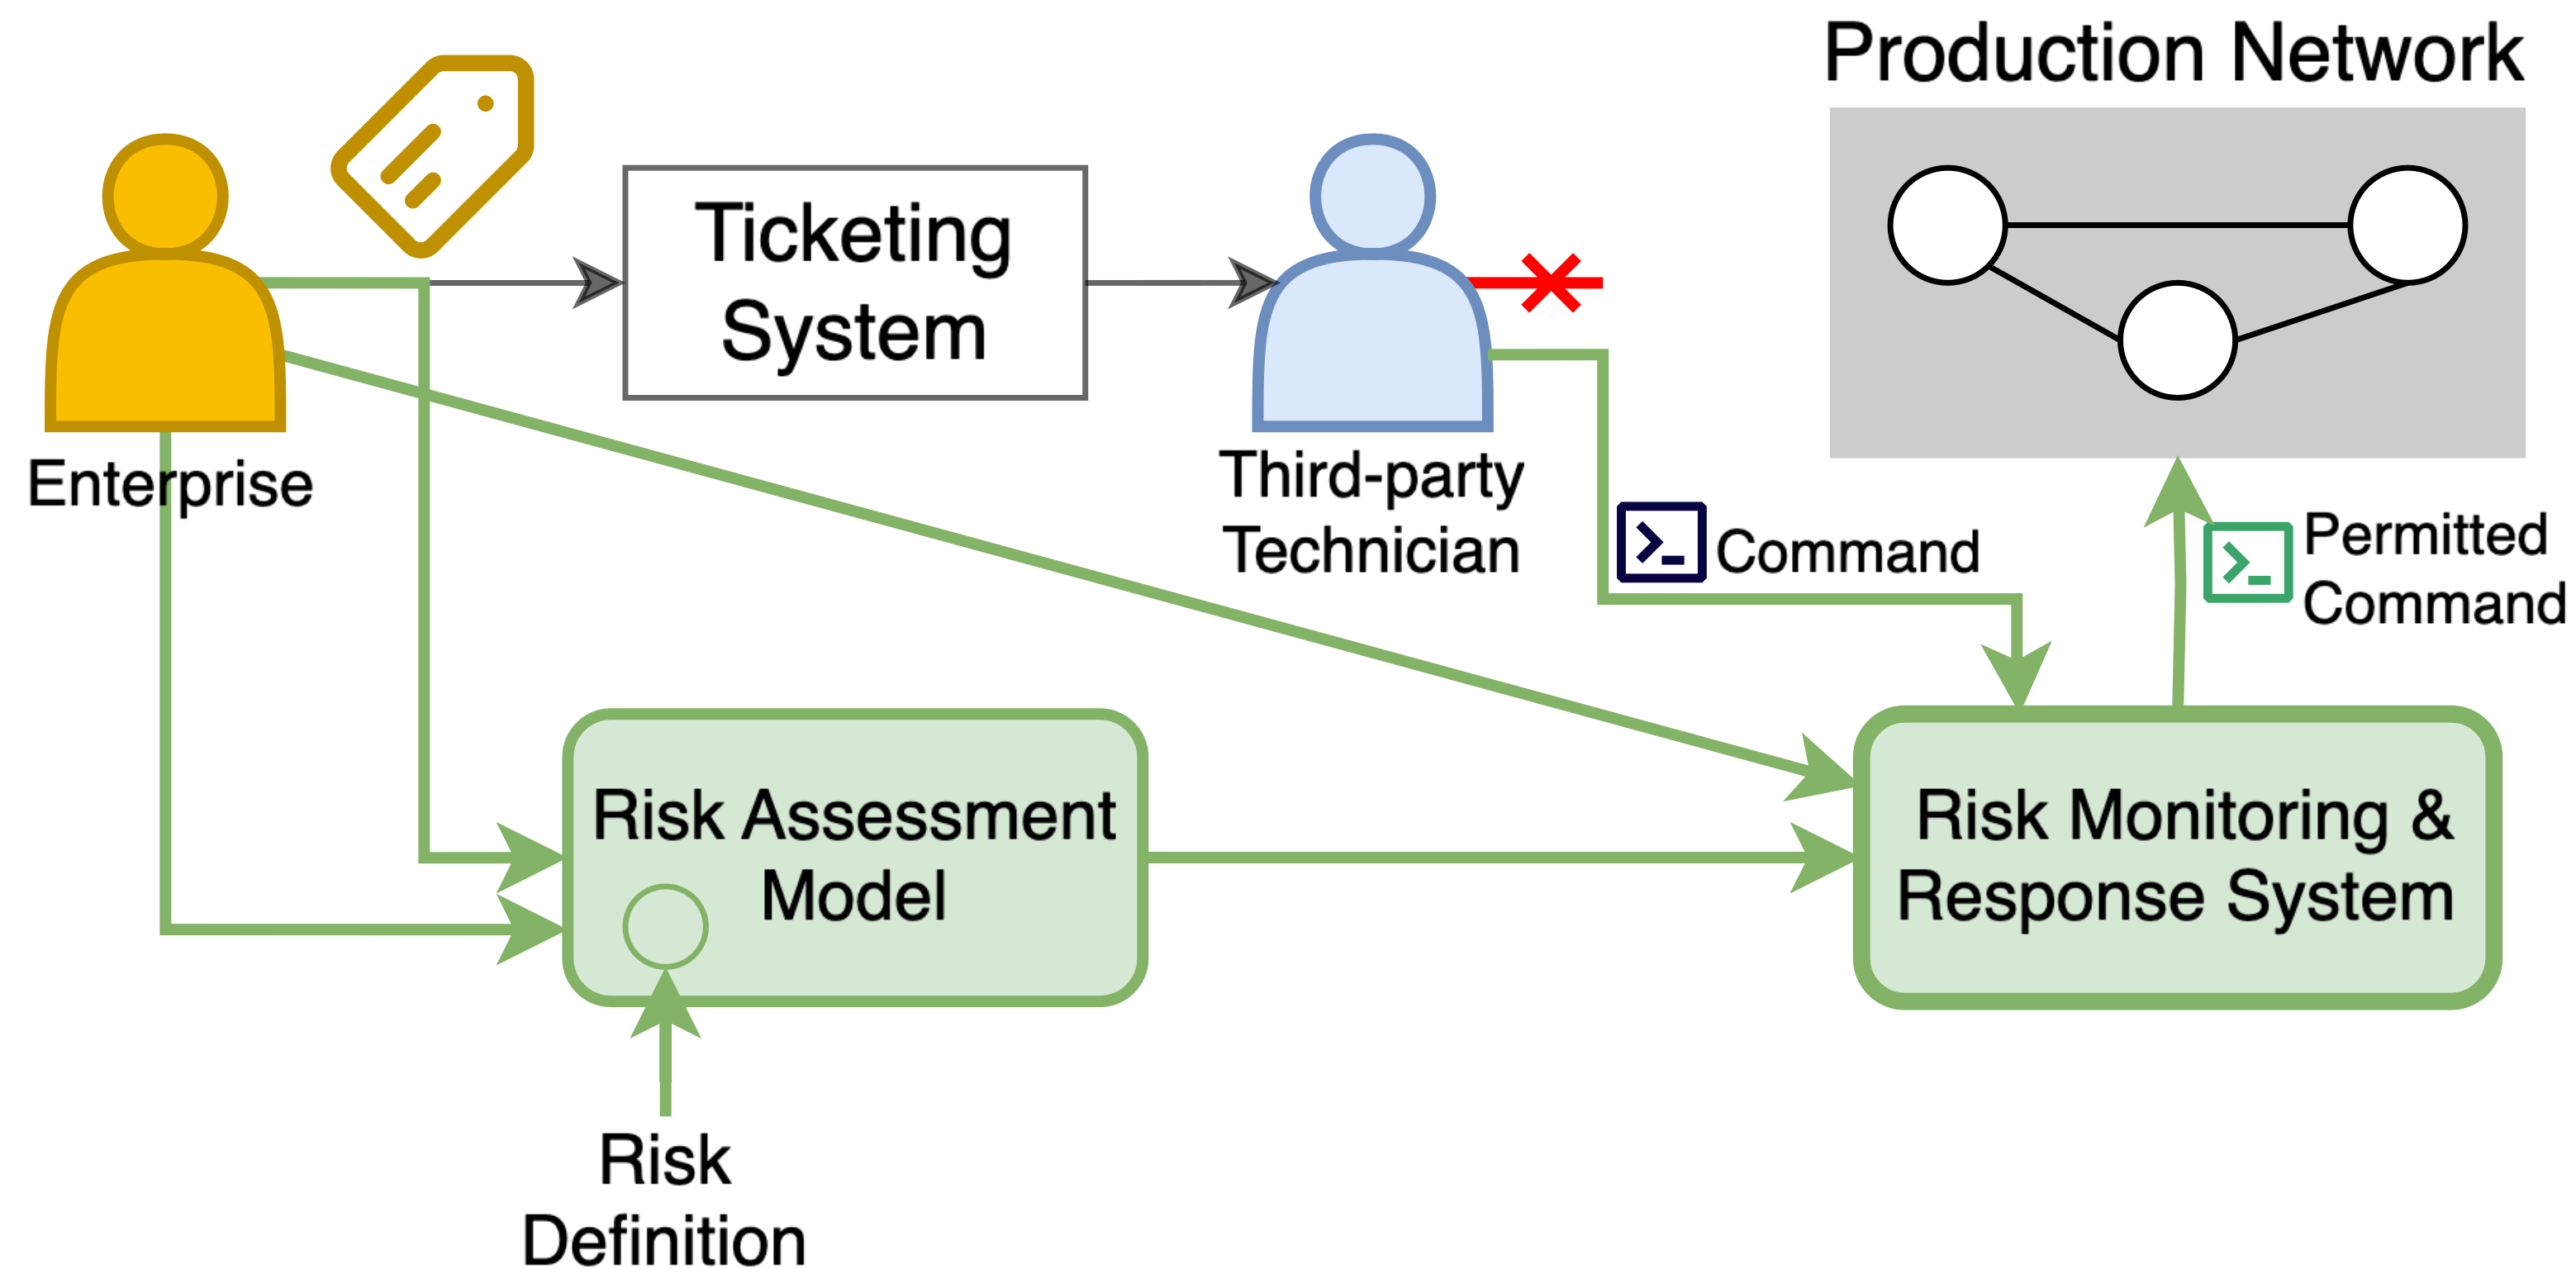 Production Network
Ticketing
System
Enterprise
Third-party
Technician
Command
Permitted
Command
Risk Assessment
Model
Risk Monitoring &
Response System
Risk
Definition